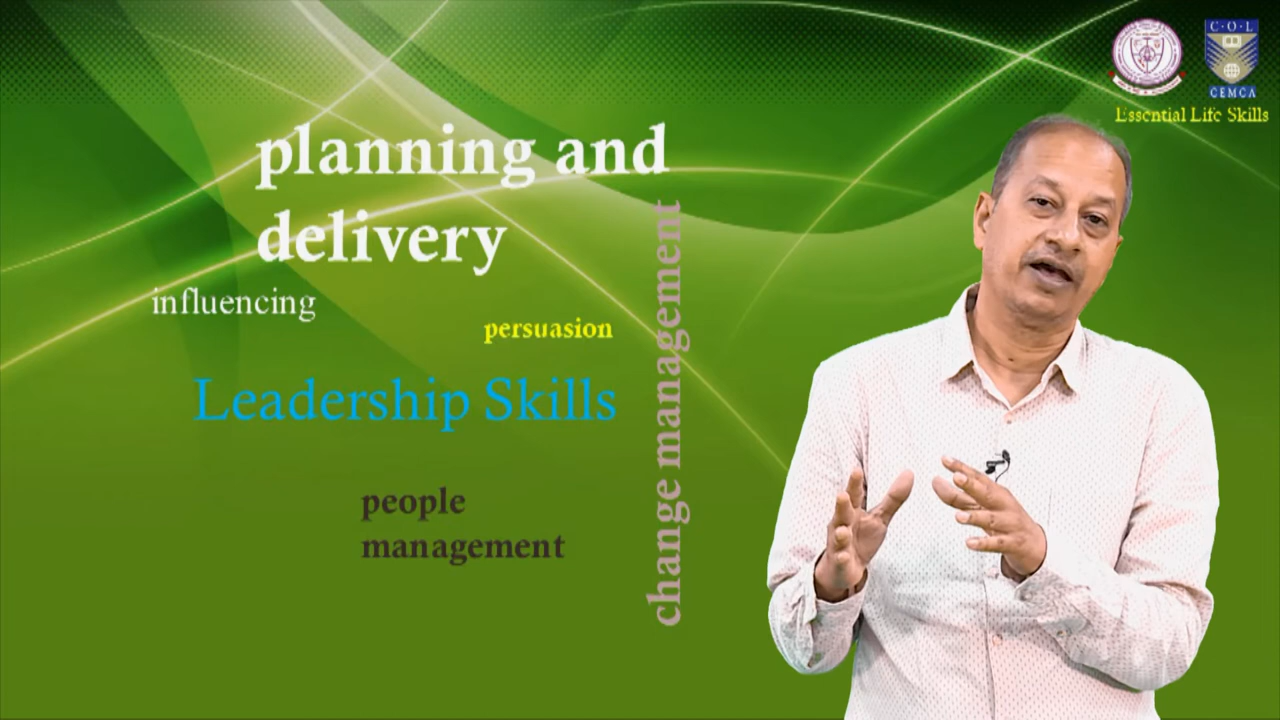 C·O·L
CEMCA
Essential Life Skills
planning and
delivery
influencing
persuasion
change management
Leadership Skills
people
management